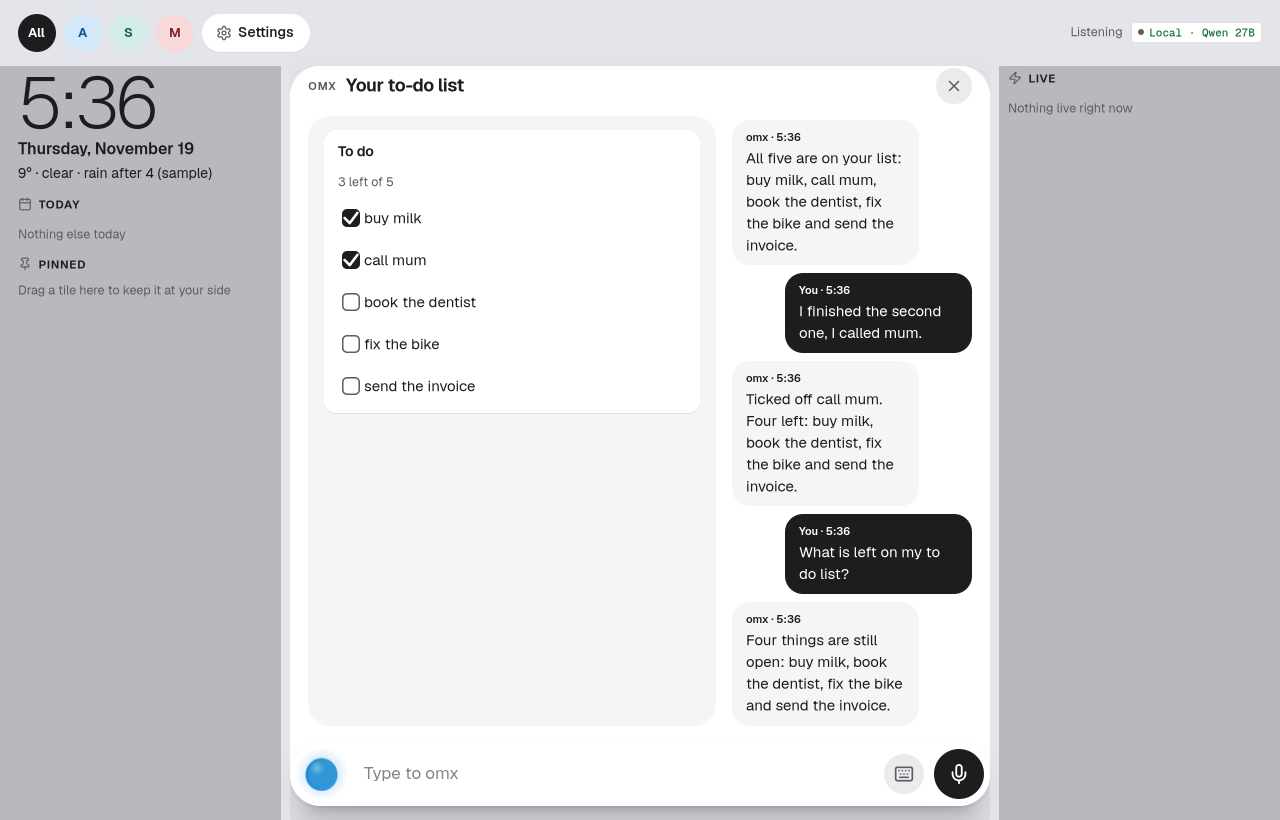 All A S M Settings
Listening Local · Qwen 27B
5:36
Thursday, November 19
9° · clear · rain after 4 (sample)
TODAY
Nothing else today
PINNED
Drag a tile here to keep it at your side
OMX Your to-do list
To do
3 left of 5
buy milk
call mum
book the dentist
fix the bike
send the invoice
omx · 5:36
All five are on your list:
buy milk, call mum,
book the dentist, fix
the bike and send the
invoice.
You · 5:36
I finished the second
one, I called mum.
omx · 5:36
Ticked off call mum.
Four left: buy milk,
book the dentist, fix
the bike and send the
invoice.
You · 5:36
What is left on my to
do list?
omx · 5:36
Four things are still
open: buy milk, book
the dentist, fix the bike
and send the invoice.
Type to omx
LIVE
Nothing live right now